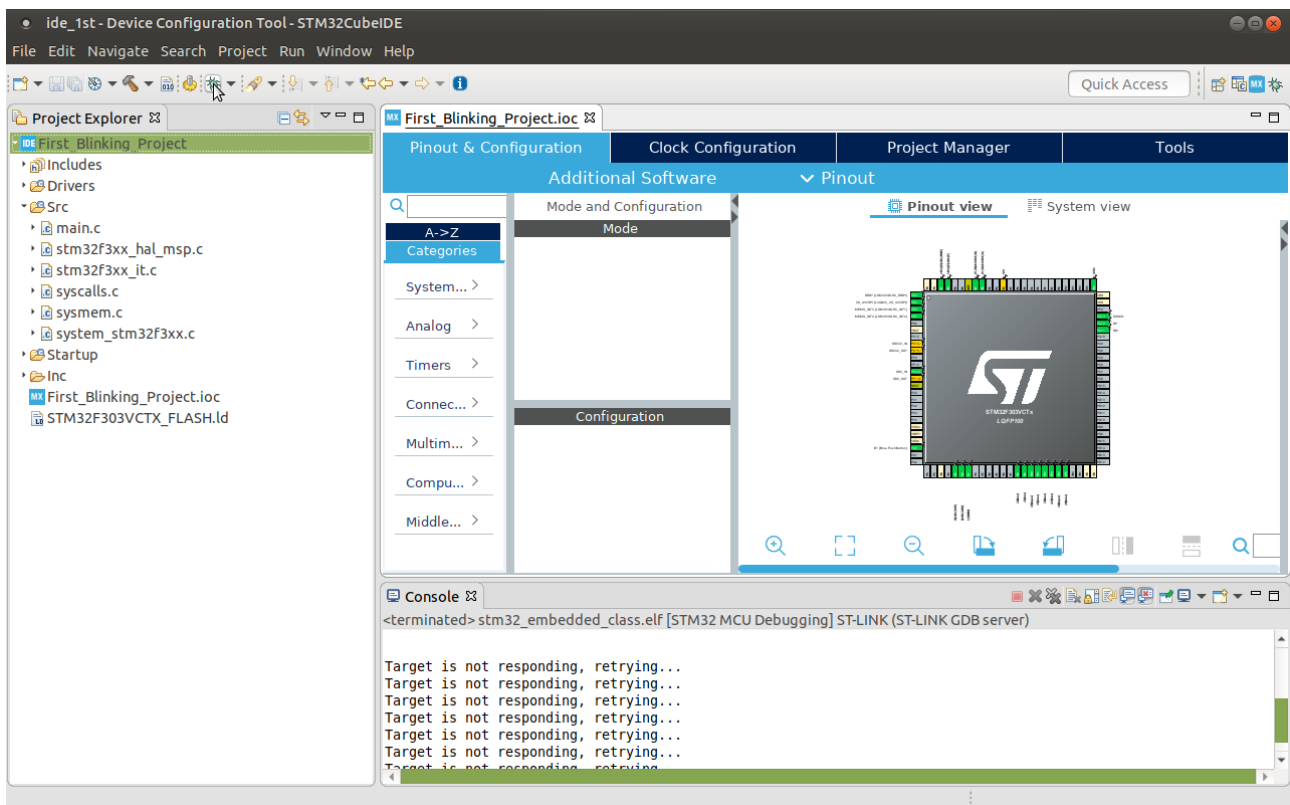 ide_1st - Device Configuration Tool - STM32CubeIDE
File Edit Navigate Search Project Run Window Help
Quick Access
Project Explorer
First_Blinking_Project
Includes
Drivers
Src
main.c
stm32f3xx_hal_msp.c
stm32f3xx_it.c
syscalls.c
sysmem.c
system_stm32f3xx.c
Startup
Inc
First_Blinking_Project.ioc
STM32F303VCTX_FLASH.ld
First_Blinking_Project.ioc
Pinout & Configuration Clock Configuration Project Manager Tools
Additional Software Pinout
Mode and Configuration
Pinout view System view
A->Z
Categories
System...
Analog
Timers
Connec...
Multim...
Compu...
Middle...
Mode
Configuration
STM32F303VCTx
LQFP100
Console
<terminated> stm32_embedded_class.elf [STM32 MCU Debugging] ST-LINK (ST-LINK GDB server)
Target is not responding, retrying...
Target is not responding, retrying...
Target is not responding, retrying...
Target is not responding, retrying...
Target is not responding, retrying...
Target is not responding, retrying...
Target is not responding, retrying